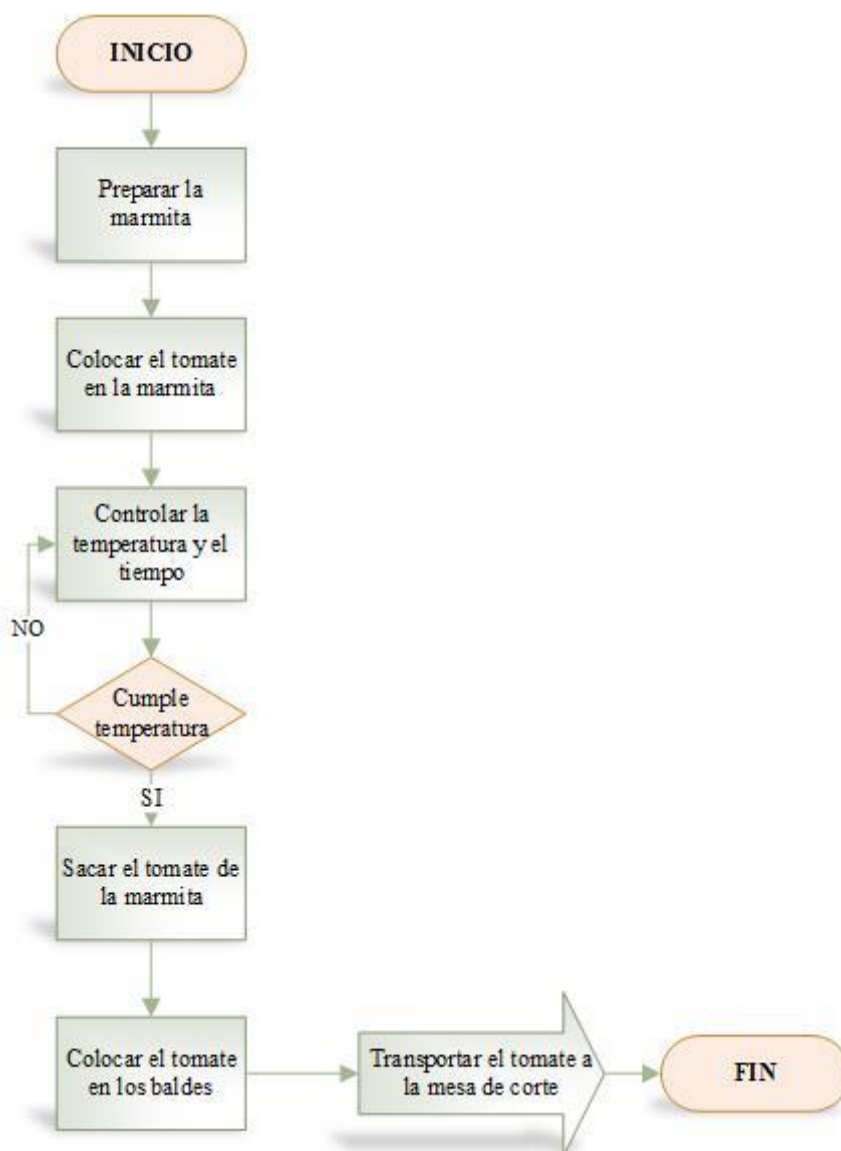 INICIO
Preparar la
marmita
Colocar el tomate
en la marmita
Controlar la
temperatura y el
tiempo
NO
Cumple
temperatura
SI
Sacar el tomate de
la marmita
Colocar el tomate
en los baldes
Transportar el tomate a
la mesa de corte
FIN